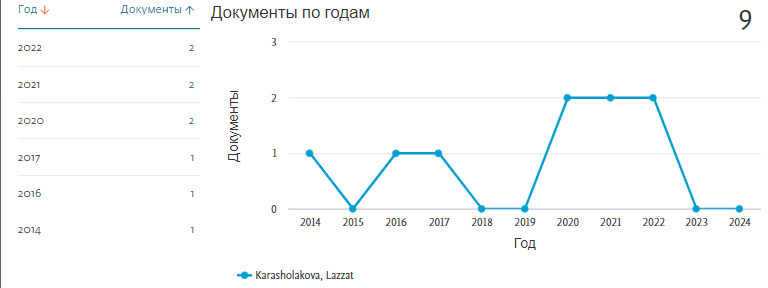 Год Документы
2022 2
2021 2
2020 2
2017 1
2016 1
2014 1
Документы по годам
9
3
2
1
0
Документы
2014 2015 2016 2017 2018 2019 2020 2021 2022 2023 2024
Год
Karasholakova, Lazzat